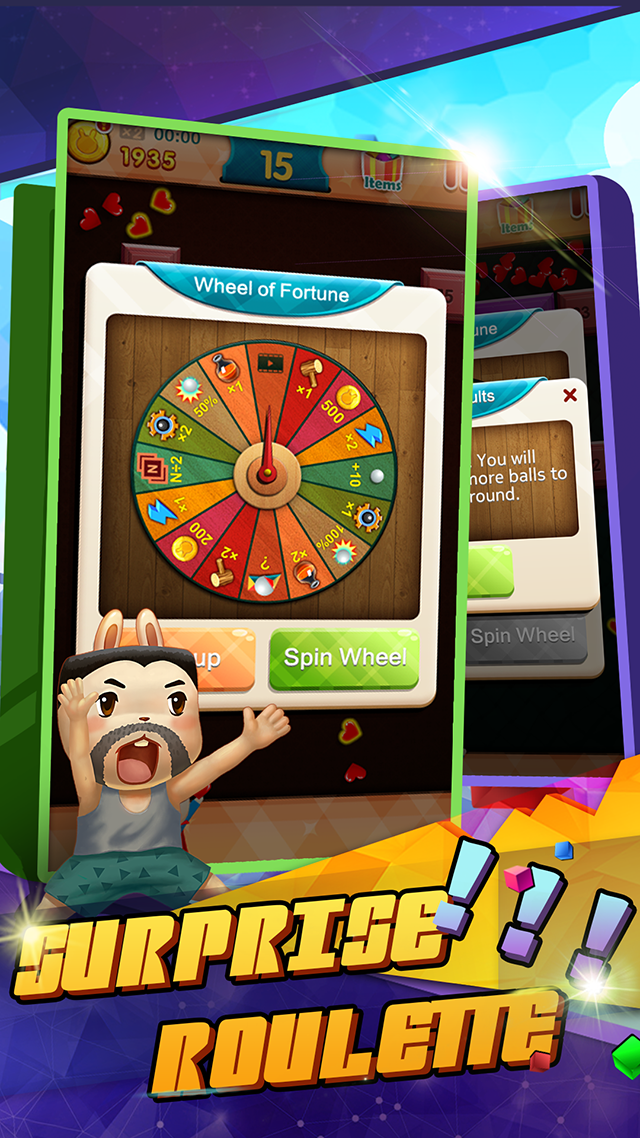 x2 00:00
1935
15
Items
Item
Wheel of Fortune
une
ults
. You will
more balls to
round.
x1
x1
500
x2
+10
x1
100%
x2
?
x2
200
x1
N
N÷2
x2
50%
up
Spin Wheel
Spin Wheel
SURPRISE!!!
ROULETTE